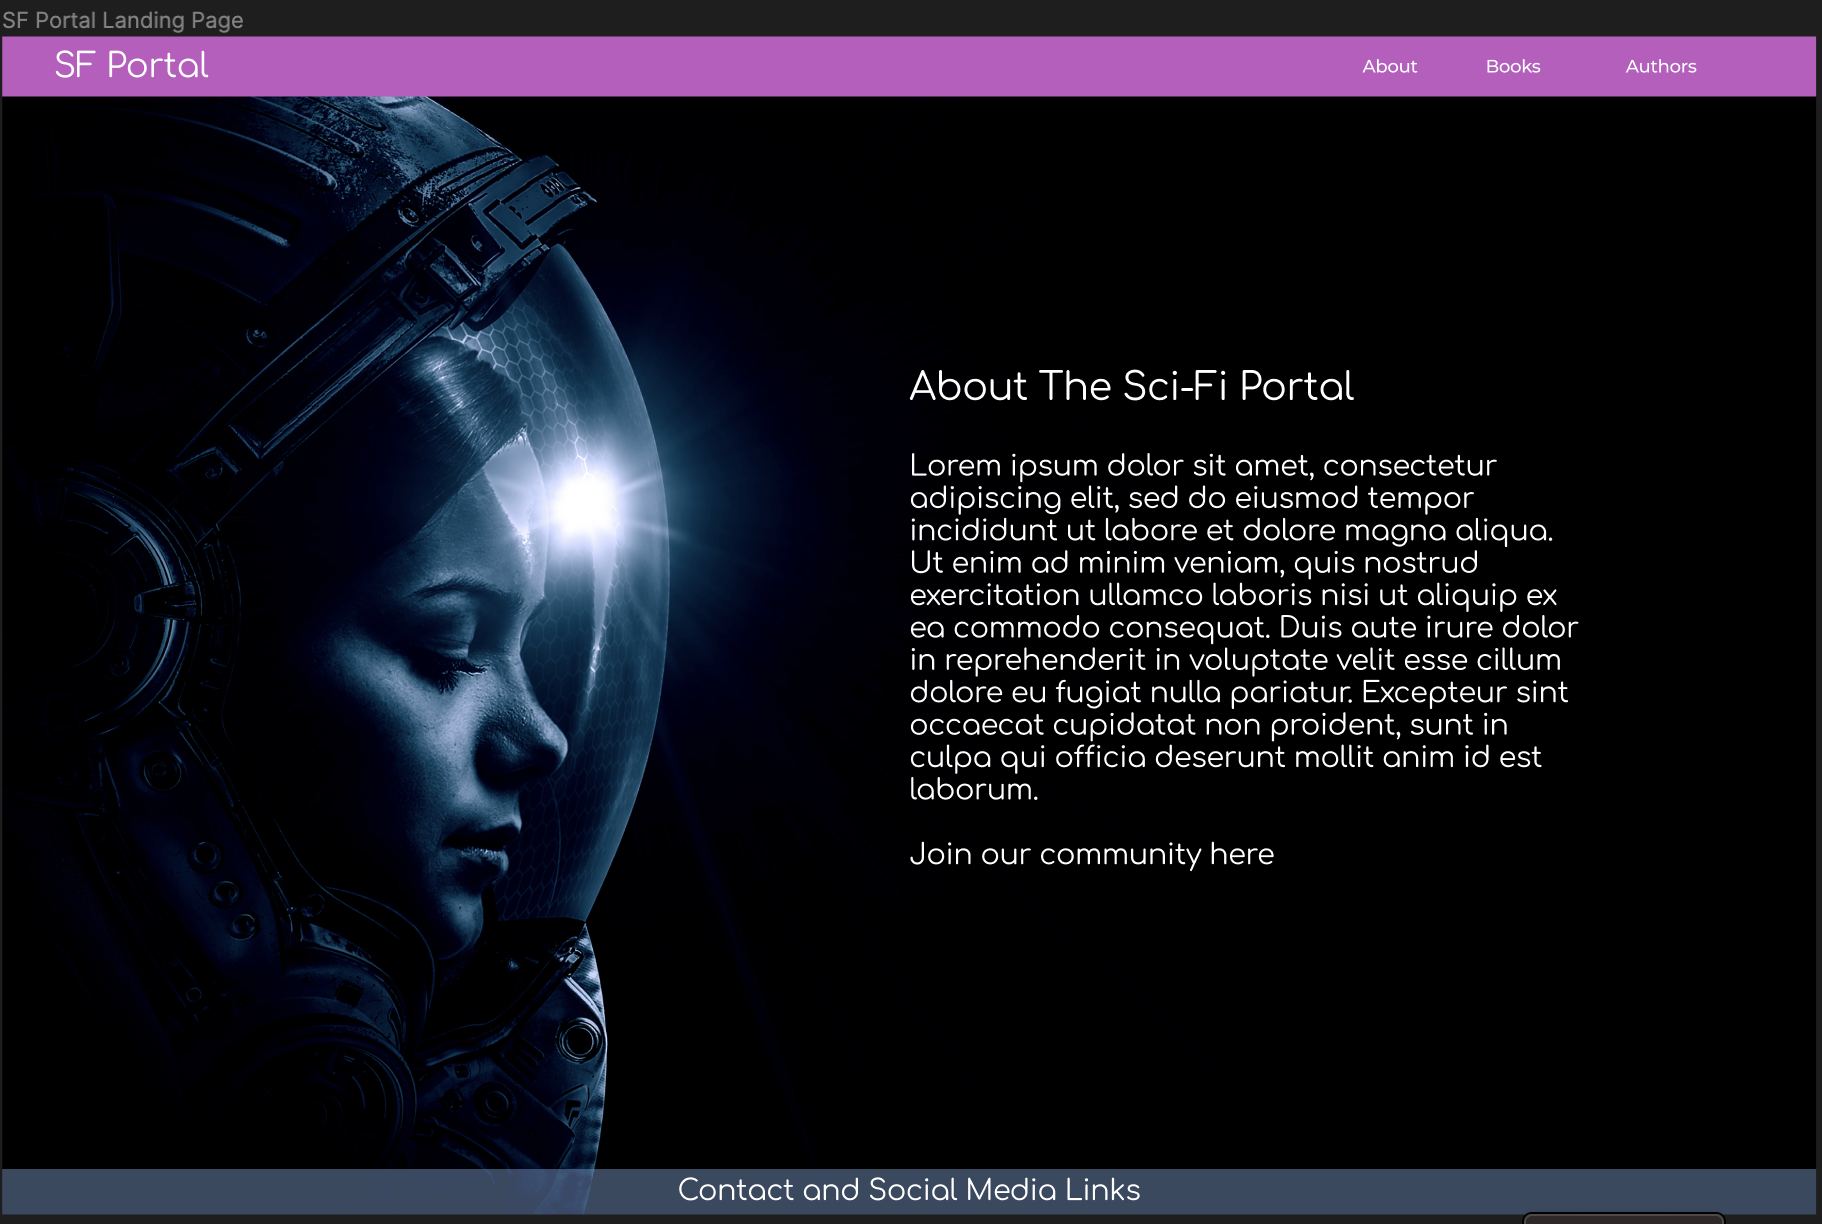 SF Portal Landing Page
SF Portal
About
Books
Authors
About The Sci-Fi Portal
Lorem ipsum dolor sit amet, consectetur
adipiscing elit, sed do eiusmod tempor
incididunt ut labore et dolore magna aliqua.
Ut enim ad minim veniam, quis nostrud
exercitation ullamco laboris nisi ut aliquip ex
ea commodo consequat. Duis aute irure dolor
in reprehenderit in voluptate velit esse cillum
dolore eu fugiat nulla pariatur. Excepteur sint
occaecat cupidatat non proident, sunt in
culpa qui officia deserunt mollit anim id est
laborum.
Join our community here
Contact and Social Media Links